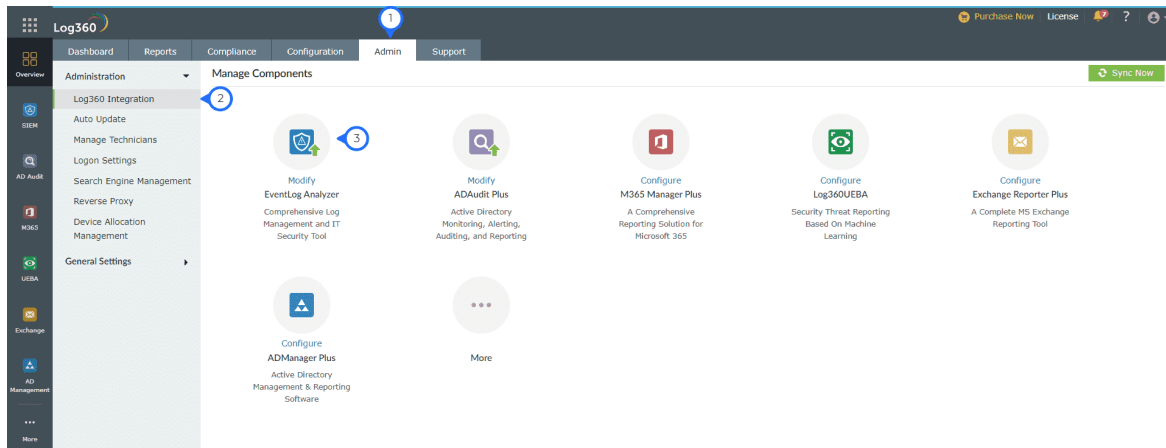 Log360
Purchase Now
License
7
?
1
Dashboard
Reports
Compliance
Configuration
Admin
Support
Overview
SIEM
AD Audit
M365
UEBA
Exchange
AD
Management
More
Administration
Log360 Integration
Auto Update
Manage Technicians
Logon Settings
Search Engine Management
Reverse Proxy
Device Allocation
Management
General Settings
Manage Components
Sync Now
2
3
Modify
EventLog Analyzer
Comprehensive Log
Management and IT
Security Tool
Modify
ADAudit Plus
Active Directory
Monitoring, Alerting,
Auditing, and Reporting
Configure
M365 Manager Plus
A Comprehensive
Reporting Solution for
Microsoft 365
Configure
Log360UEBA
Security Threat Reporting
Based On Machine
Learning
Configure
Exchange Reporter Plus
A Complete MS Exchange
Reporting Tool
Configure
ADManager Plus
Active Directory
Management & Reporting
Software
More